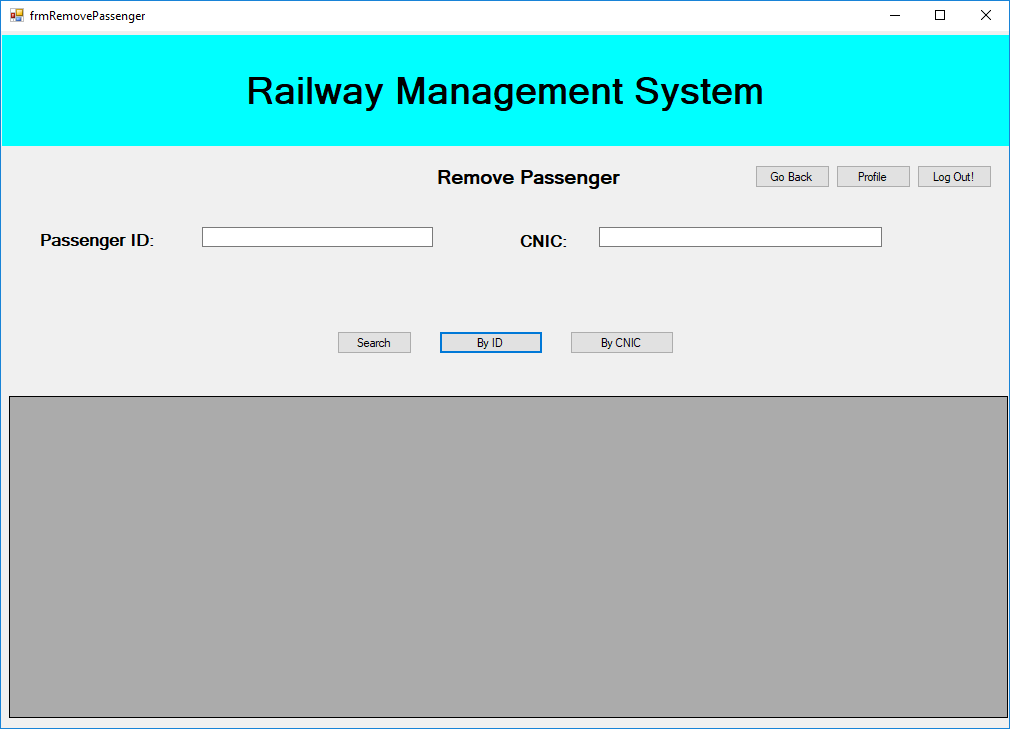 frmRemovePassenger
Railway Management System
Remove Passenger
Go Back
Profile
Log Out!
Passenger ID:
CNIC:
Search
By ID
By CNIC